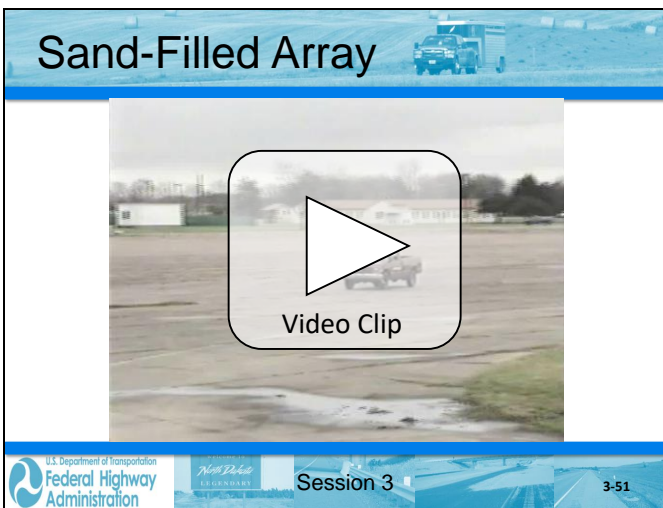 Sand-Filled Array
Video Clip
U.S. Department of Transportation
Federal Highway
Administration
North Dakota
LEGENDARY
Session 3
3-51